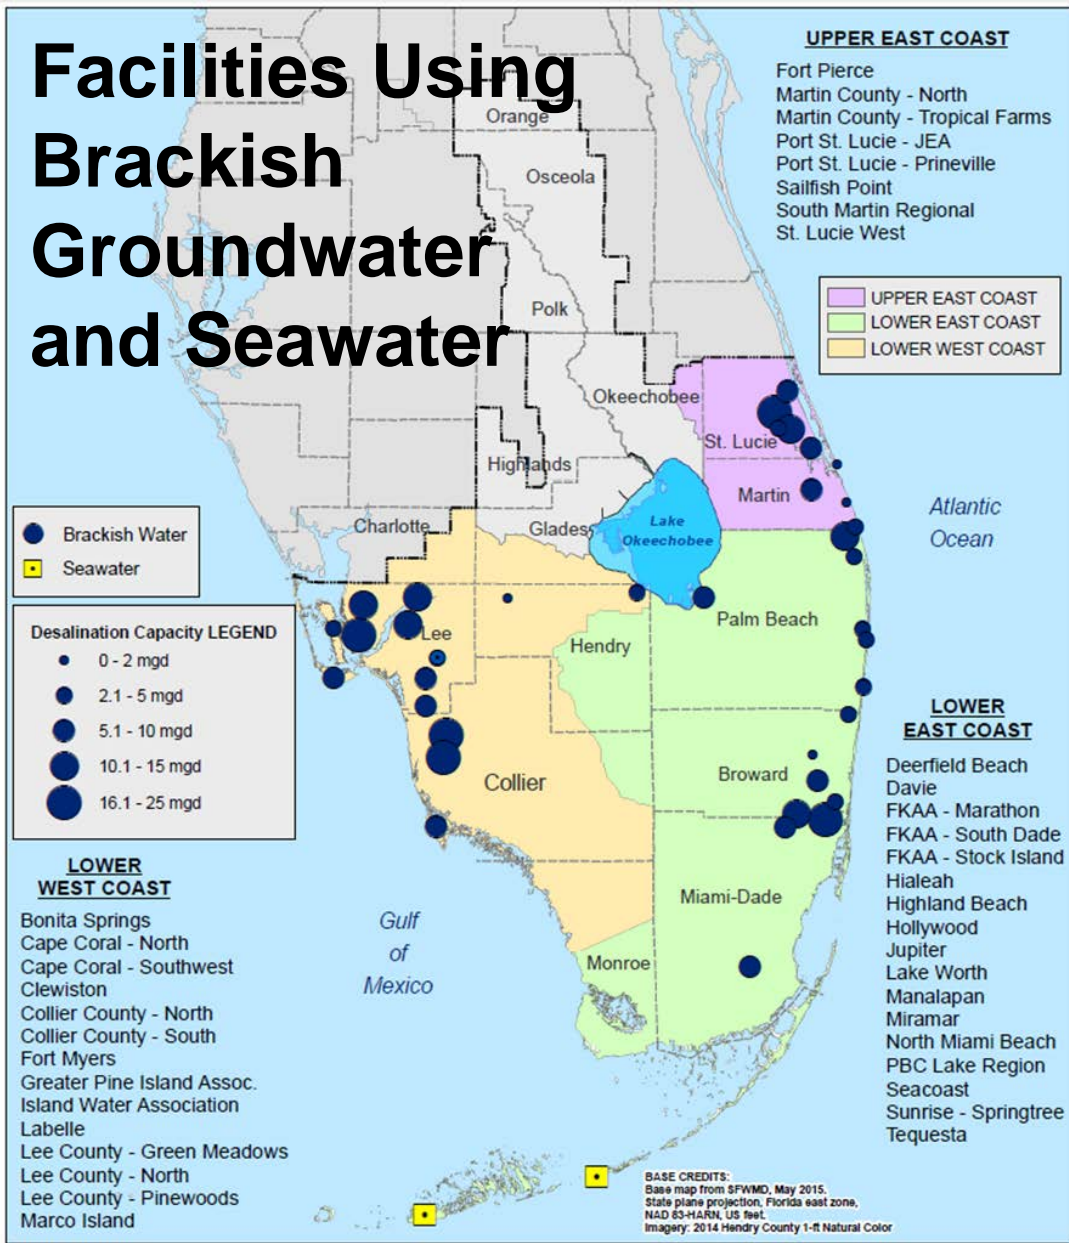 Facilities Using
Brackish
Groundwater
and Seawater
UPPER EAST COAST
Fort Pierce
Martin County - North
Martin County - Tropical Farms
Port St. Lucie - JEA
Port St. Lucie - Prineville
Sailfish Point
South Martin Regional
St. Lucie West
UPPER EAST COAST
LOWER EAST COAST
LOWER WEST COAST
Orange
Osceola
Polk
Okeechobee
St. Lucie
Highlands
Martin
Charlotte
Glades
Lake
Okeechobee
Atlantic
Ocean
Brackish Water
Seawater
Desalination Capacity LEGEND
0 - 2 mgd
2.1 - 5 mgd
5.1 - 10 mgd
10.1 - 15 mgd
16.1 - 25 mgd
Lee
Hendry
Palm Beach
Collier
Broward
Miami-Dade
Monroe
Gulf
of
Mexico
LOWER
EAST COAST
Deerfield Beach
Davie
FKAA - Marathon
FKAA - South Dade
FKAA - Stock Island
Hialeah
Highland Beach
Hollywood
Jupiter
Lake Worth
Manalapan
Miramar
North Miami Beach
PBC Lake Region
Seacoast
Sunrise - Springtree
Tequesta
LOWER
WEST COAST
Bonita Springs
Cape Coral - North
Cape Coral - Southwest
Clewiston
Collier County - North
Collier County - South
Fort Myers
Greater Pine Island Assoc.
Island Water Association
Labelle
Lee County - Green Meadows
Lee County - North
Lee County - Pinewoods
Marco Island
BASE CREDITS:
Base map from SFWMD, May 2015.
State plane projection, Florida east zone,
NAD 83-HARN, US feet.
Imagery: 2014 Hendry County 1-ft Natural Color